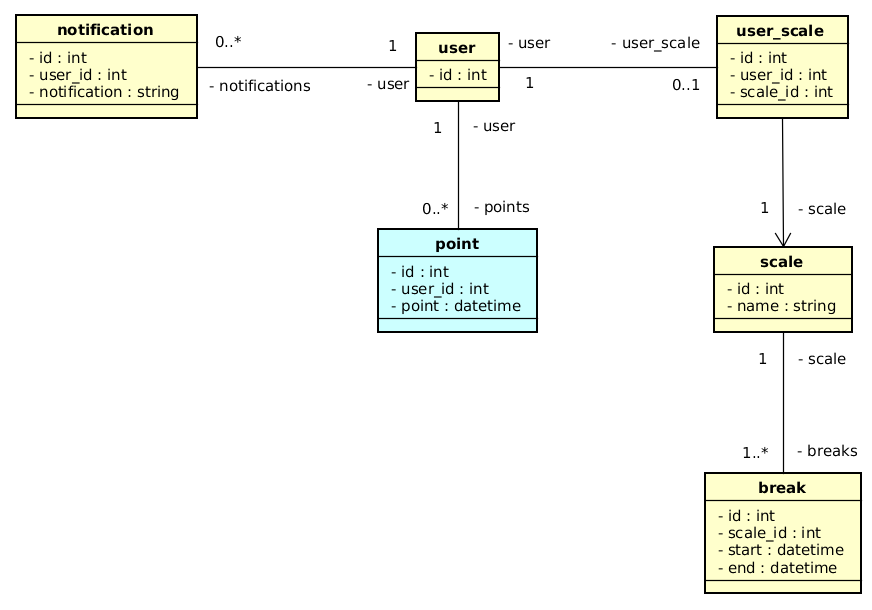 notification
- id : int
- user_id : int
- notification : string
0..*
- notifications
1
- user
user
- id : int
- user
1
- user_scale
0..1
user_scale
- id : int
- user_id : int
- scale_id : int
1
- user
0..*
- points
point
- id : int
- user_id : int
- point : datetime
1
- scale
scale
- id : int
- name : string
1
- scale
1..*
- breaks
break
- id : int
- scale_id : int
- start : datetime
- end : datetime